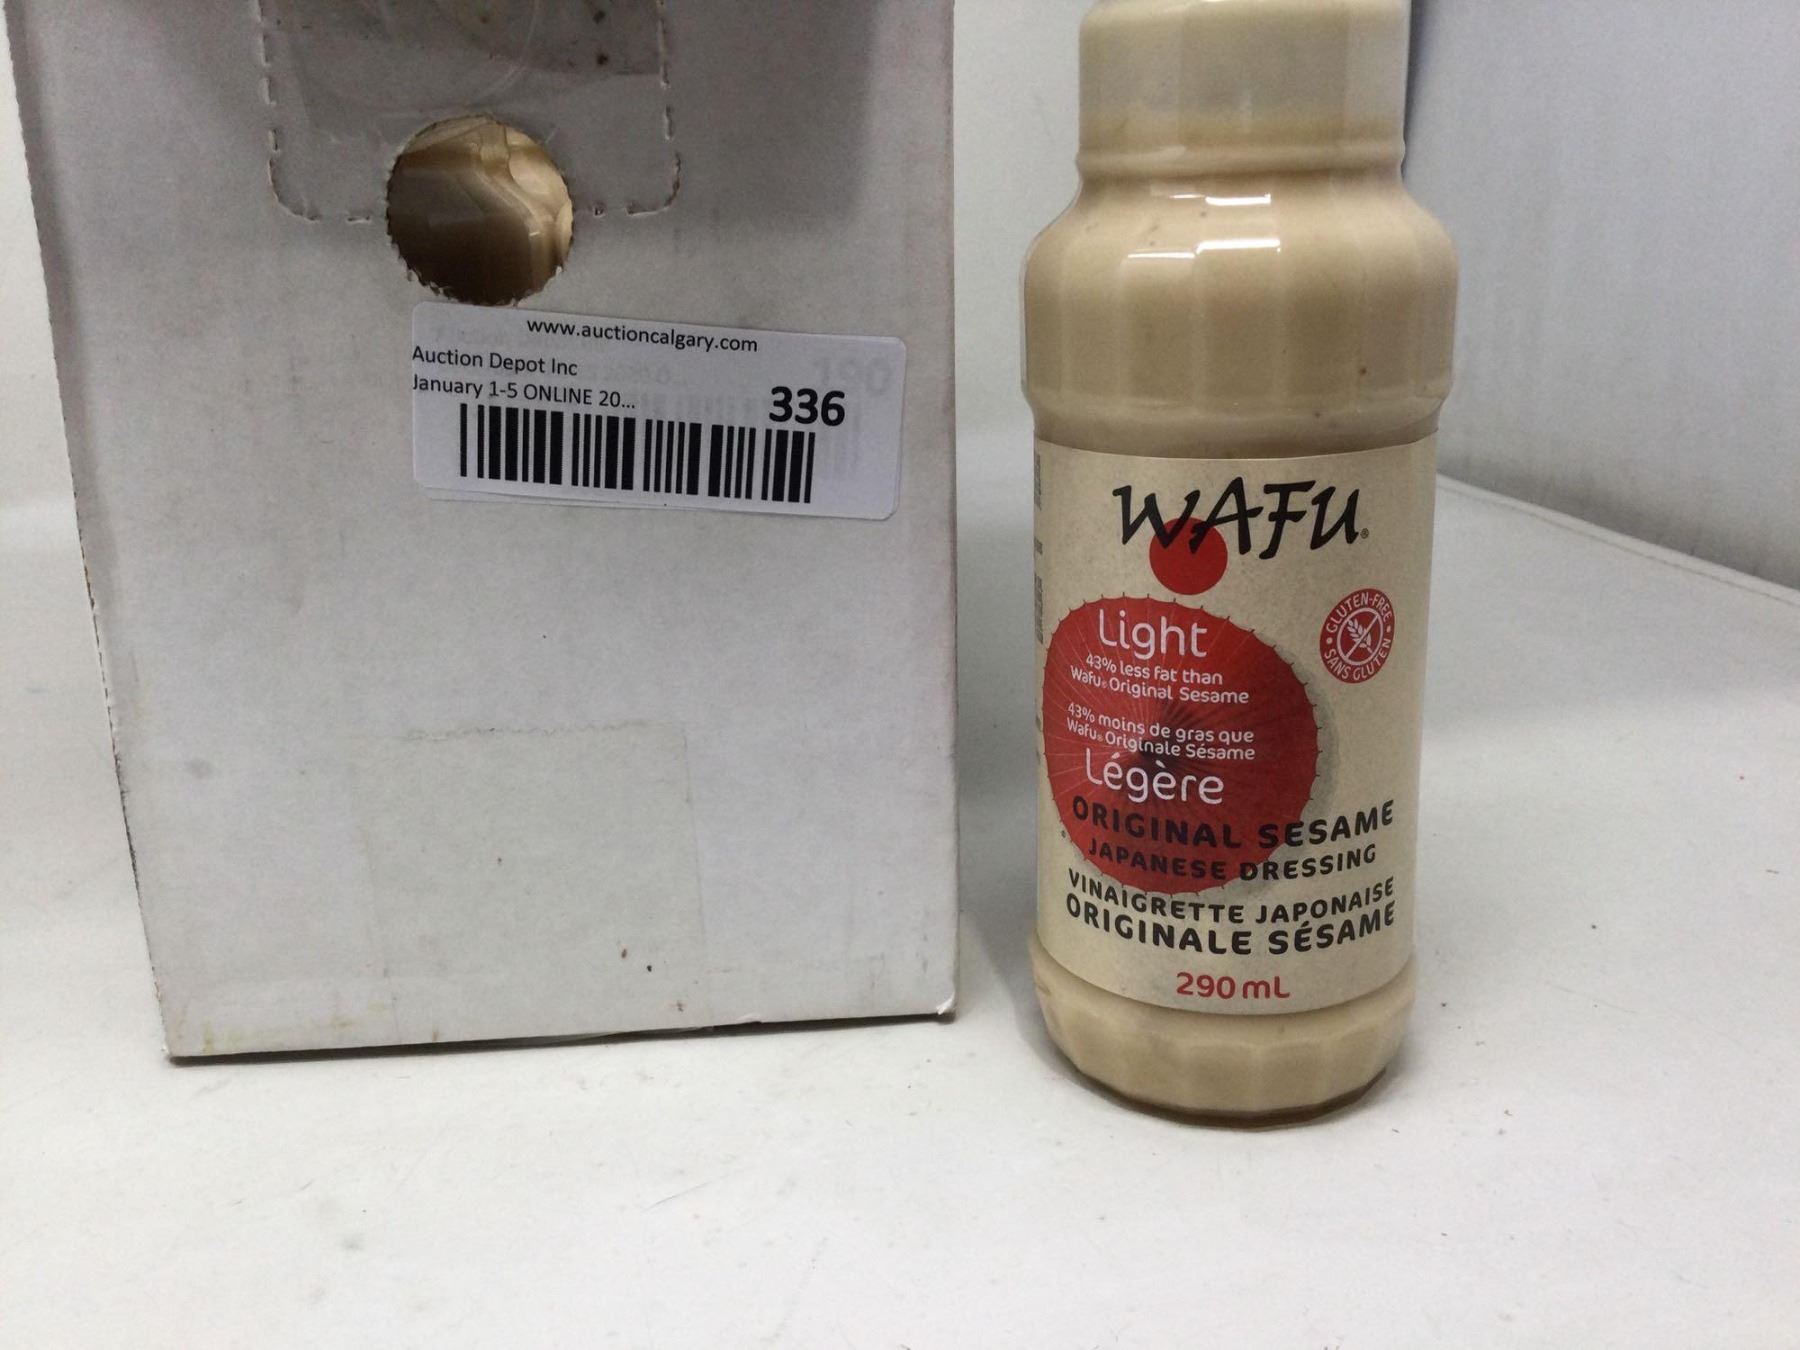 www.auctioncalgary.com
Auction Depot Inc
January 1-5 ONLINE 20...
336
190
WAFU®
GLUTEN-FREE
SANS GLUTEN
Light
43% less fat than
Wafu® Original Sesame
43% moins de gras que
Wafu® Originale Sésame
Légère
ORIGINAL SESAME
JAPANESE DRESSING
VINAIGRETTE JAPONAISE
ORIGINALE SÉSAME
290 mL